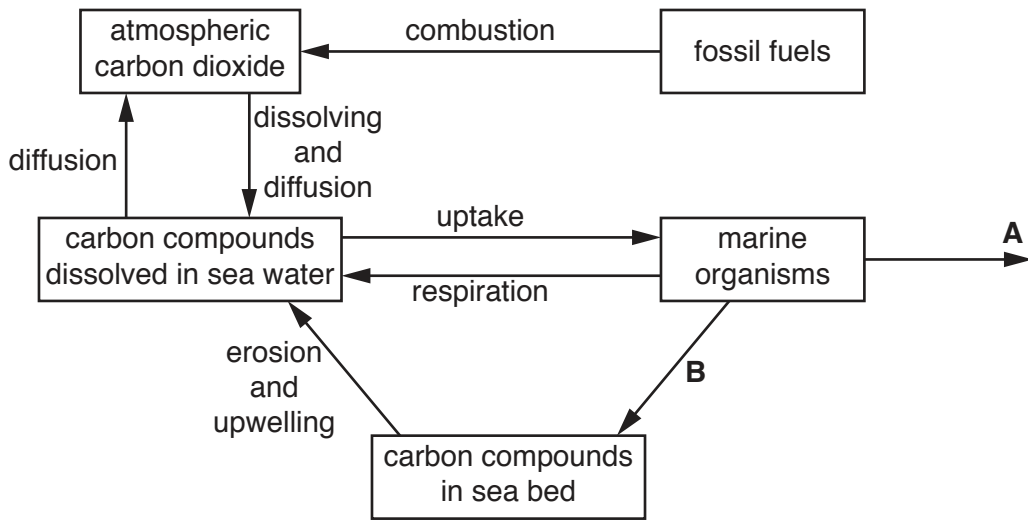 atmospheric
carbon dioxide
combustion
fossil fuels
diffusion
dissolving
and
diffusion
carbon compounds
dissolved in sea water
uptake
respiration
marine
organisms
A
erosion
and
upwelling
B
carbon compounds
in sea bed